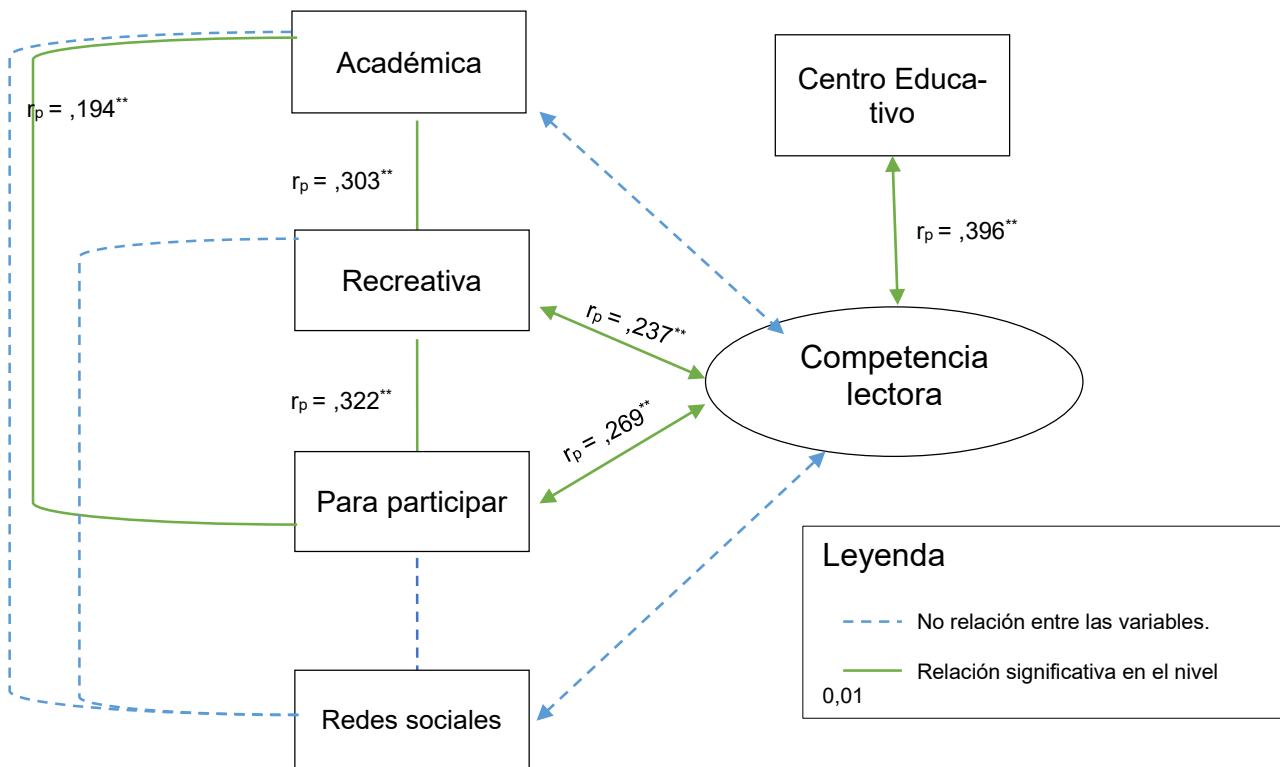 Académica
Centro Educa-
tivo
rₚ = ,194**
rₚ = ,303**
rₚ = ,396**
Recreativa
rₚ = ,237**
Competencia
lectora
rₚ = ,322**
rₚ = ,269**
Para participar
Leyenda
No relación entre las variables.
Relación significativa en el nivel
0,01
Redes sociales